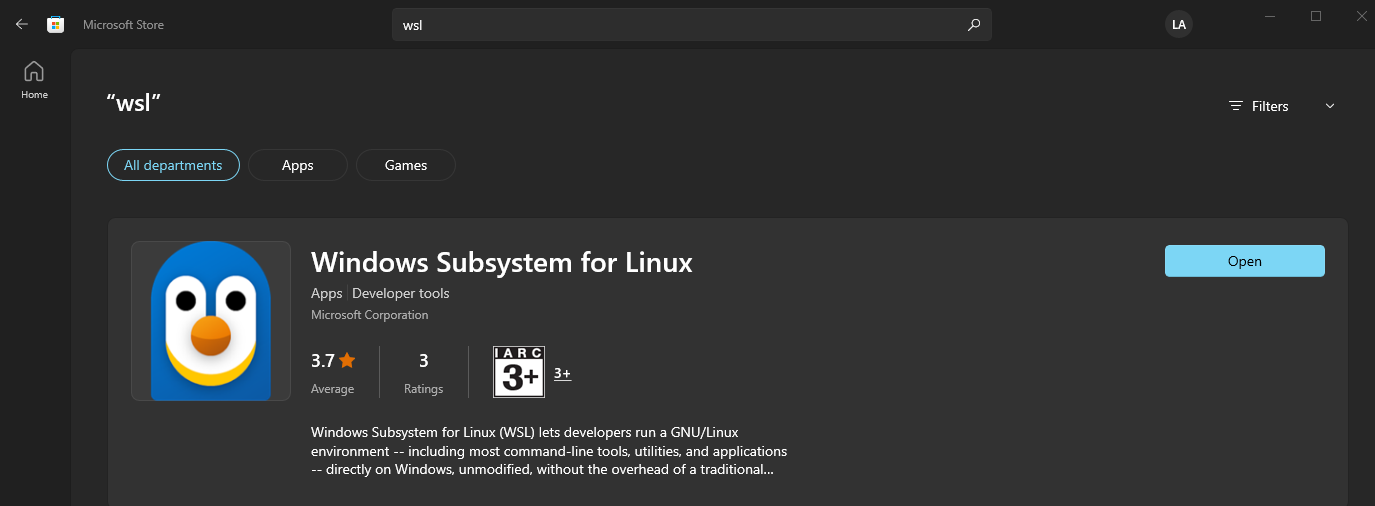 Microsoft Store
wsl
LA
Home
“wsl”
Filters
All departments
Apps
Games
Windows Subsystem for Linux
Open
Apps
Developer tools
Microsoft Corporation
3.7
3
IARC
3+
3+
Average
Ratings
Windows Subsystem for Linux (WSL) lets developers run a GNU/Linux
environment -- including most command-line tools, utilities, and applications
-- directly on Windows, unmodified, without the overhead of a traditional...